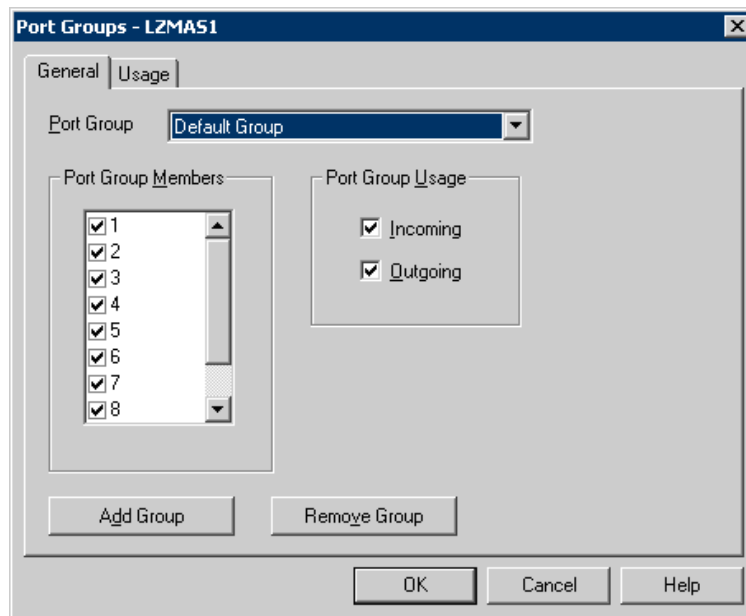 Port Groups - LZMAS1
General Usage
Port Group Default Group
Port Group Members Port Group Usage
1
2
3
4
5
6
7
8
Incoming
Outgoing
Add Group Remove Group
OK Cancel Help